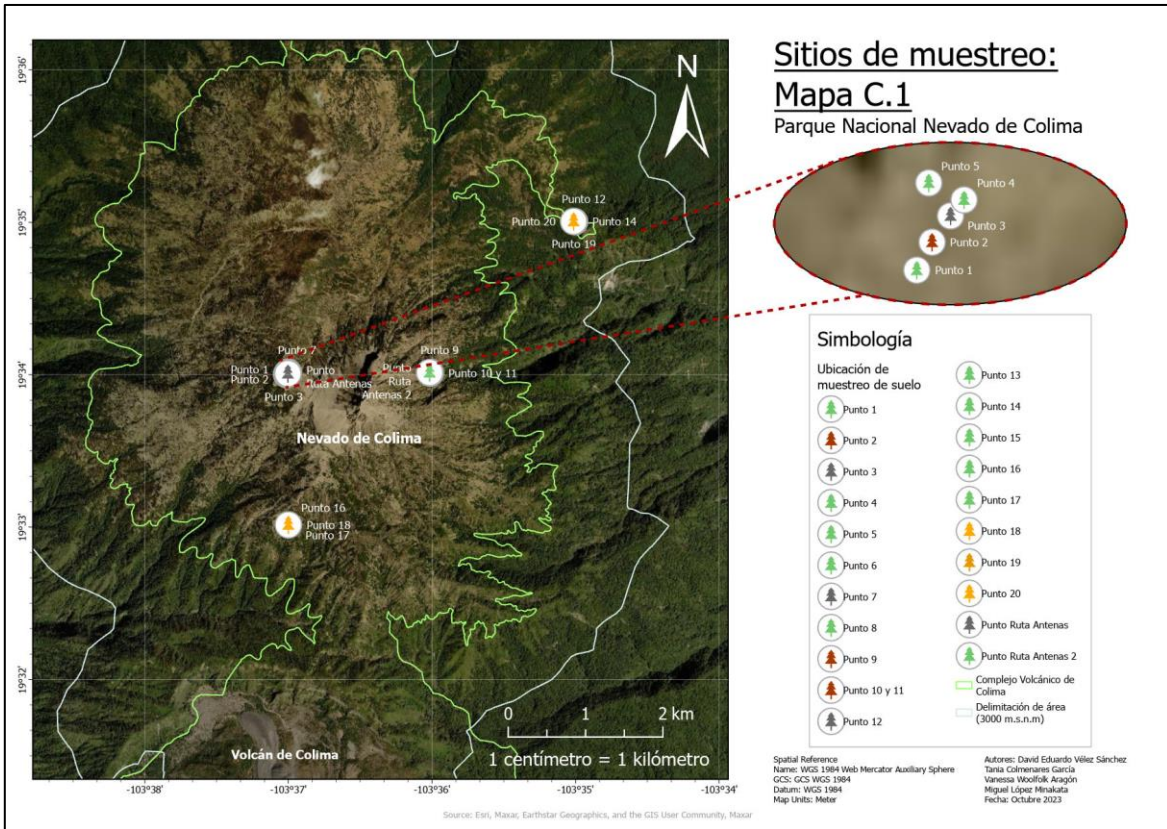 Sitios de muestreo:
Mapa C.1
Parque Nacional Nevado de Colima
N
19°36'
19°35'
19°34'
19°33'
19°32'
Punto 12
Punto 20
Punto 14
Punto 19
Punto 7
Punto 1
Punto 2
Punto
Ruta Antenas
Punto 3
Punto 9
Punto
Ruta
Antenas 2
Punto 10 y 11
Nevado de Colima
Punto 16
Punto 18
Punto 17
Volcán de Colima
0 1 2 km
1 centímetro = 1 kilómetro
-103°38'
-103°37'
-103°36'
-103°35'
-103°34'
Source: Esri, Maxar, Earthstar Geographics, and the GIS User Community, Maxar
Punto 5
Punto 4
Punto 3
Punto 2
Punto 1
Simbología
Ubicación de
muestreo de suelo
Punto 1
Punto 2
Punto 3
Punto 4
Punto 5
Punto 6
Punto 7
Punto 8
Punto 9
Punto 10 y 11
Punto 12
Punto 13
Punto 14
Punto 15
Punto 16
Punto 17
Punto 18
Punto 19
Punto 20
Punto Ruta Antenas
Punto Ruta Antenas 2
Complejo Volcánico de
Colima
Delimitación de área
(3000 m.s.n.m)
Spatial Reference
Name: WGS 1984 Web Mercator Auxiliary Sphere
GCS: GCS WGS 1984
Datum: WGS 1984
Map Units: Meter
Autores: David Eduardo Vélez Sánchez
Tania Colmenares García
Vanessa Woolfolk Aragón
Miguel López Minakata
Fecha: Octubre 2023